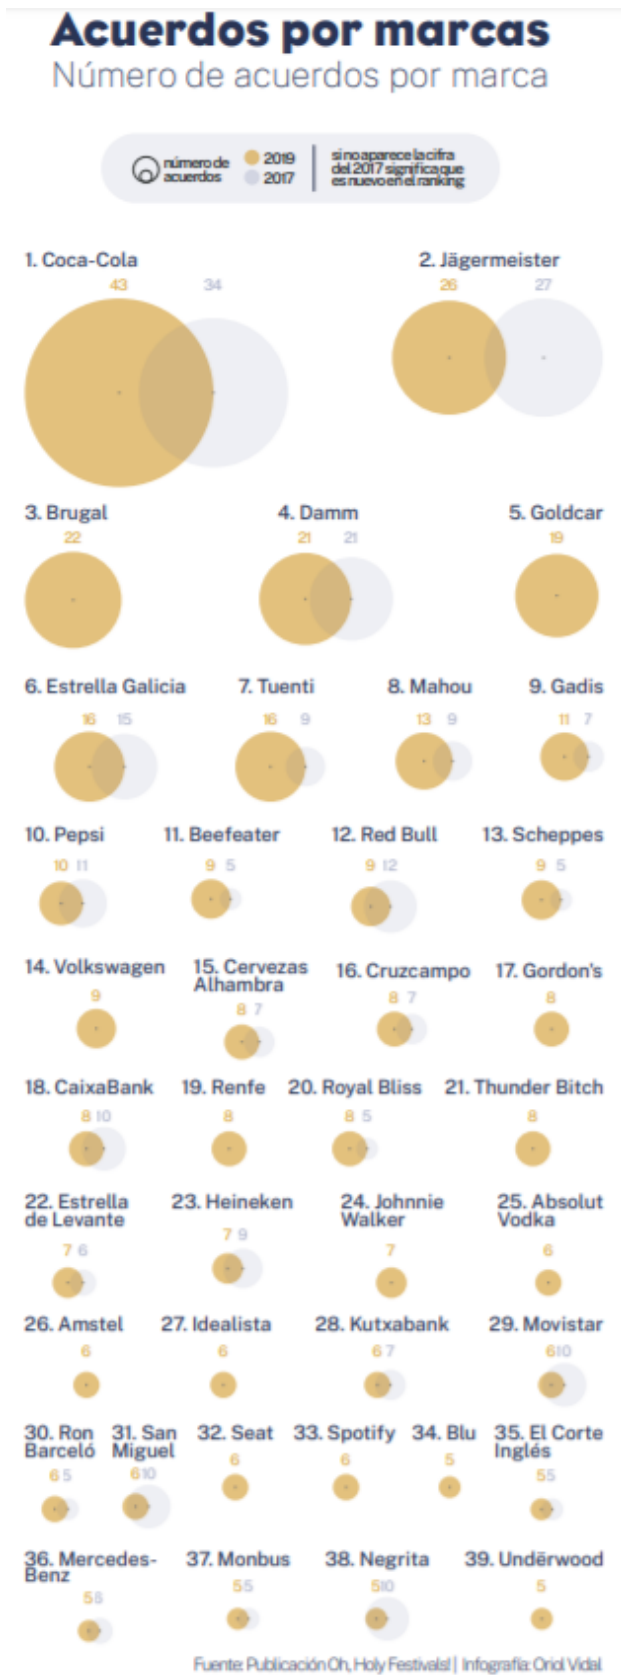 Acuerdos por marcas
Número de acuerdos por marca
número de
acuerdos
2019
2017
si no aparece la cifra
del 2017 significa que
es nuevo en el ranking
1. Coca-Cola
43 34
2. Jägermeister
26 27
3. Brugal
22
4. Damm
21 21
5. Goldcar
19
6. Estrella Galicia
16 15
7. Tuenti
16 9
8. Mahou
13 9
9. Gadis
11 7
10. Pepsi
10 11
11. Beefeater
9 5
12. Red Bull
9 12
13. Scheppes
9 5
14. Volkswagen
9
15. Cervezas
Alhambra
8 7
16. Cruzcampo
8 7
17. Gordon's
8
18. CaixaBank
8 10
19. Renfe
8
20. Royal Bliss
8 5
21. Thunder Bitch
8
22. Estrella
de Levante
7 6
23. Heineken
7 9
24. Johnnie
Walker
7
25. Absolut
Vodka
6
26. Amstel
6
27. Idealista
6
28. Kutxabank
6 7
29. Movistar
6 10
30. Ron
Barceló
6 5
31. San
Miguel
6 10
32. Seat
6
33. Spotify
6
34. Blu
5
35. El Corte
Inglés
5 5
36. Mercedes-
Benz
5 8
37. Monbus
5 5
38. Negrita
5 10
39. Undërwood
5
Fuente: Publicación Oh, Holy Festivals! | Infografía: Oriol Vidal